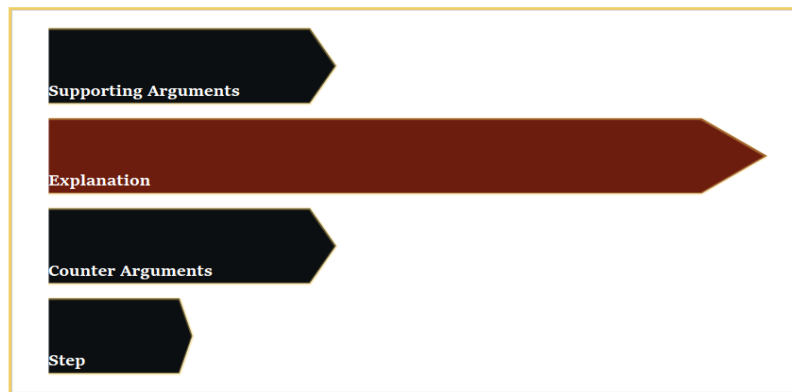 Supporting Arguments
Explanation
Counter Arguments
Step